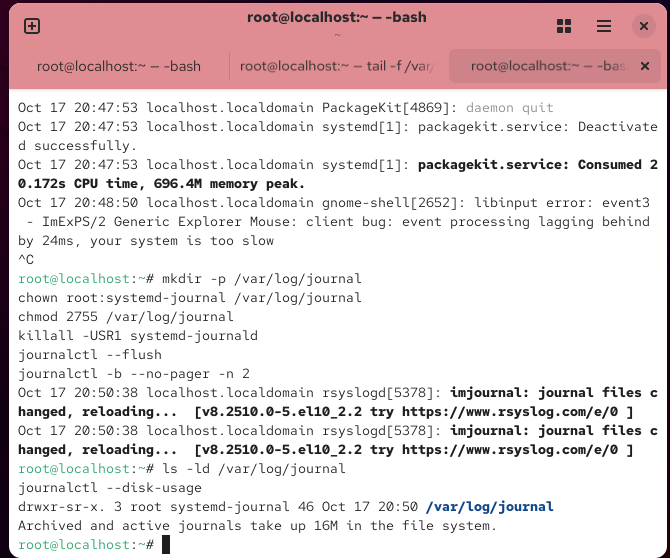 root@localhost:~ — -bash
~
root@localhost:~ — -bash
root@localhost:~ — tail -f /var/
root@localhost:~ — -bas
Oct 17 20:47:53 localhost.localdomain PackageKit[4869]: daemon quit
Oct 17 20:47:53 localhost.localdomain systemd[1]: packagekit.service: Deactivate
d successfully.
Oct 17 20:47:53 localhost.localdomain systemd[1]: packagekit.service: Consumed 2
0.172s CPU time, 696.4M memory peak.
Oct 17 20:48:50 localhost.localdomain gnome-shell[2652]: libinput error: event3
 - ImExPS/2 Generic Explorer Mouse: client bug: event processing lagging behind
by 24ms, your system is too slow
^C
root@localhost:~# mkdir -p /var/log/journal
chown root:systemd-journal /var/log/journal
chmod 2755 /var/log/journal
killall -USR1 systemd-journald
journalctl --flush
journalctl -b --no-pager -n 2
Oct 17 20:50:38 localhost.localdomain rsyslogd[5378]: imjournal: journal files c
hanged, reloading...  [v8.2510.0-5.el10_2.2 try https://www.rsyslog.com/e/0 ]
Oct 17 20:50:38 localhost.localdomain rsyslogd[5378]: imjournal: journal files c
hanged, reloading...  [v8.2510.0-5.el10_2.2 try https://www.rsyslog.com/e/0 ]
root@localhost:~# ls -ld /var/log/journal
journalctl --disk-usage
drwxr-sr-x. 3 root systemd-journal 46 Oct 17 20:50 /var/log/journal
Archived and active journals take up 16M in the file system.
root@localhost:~#